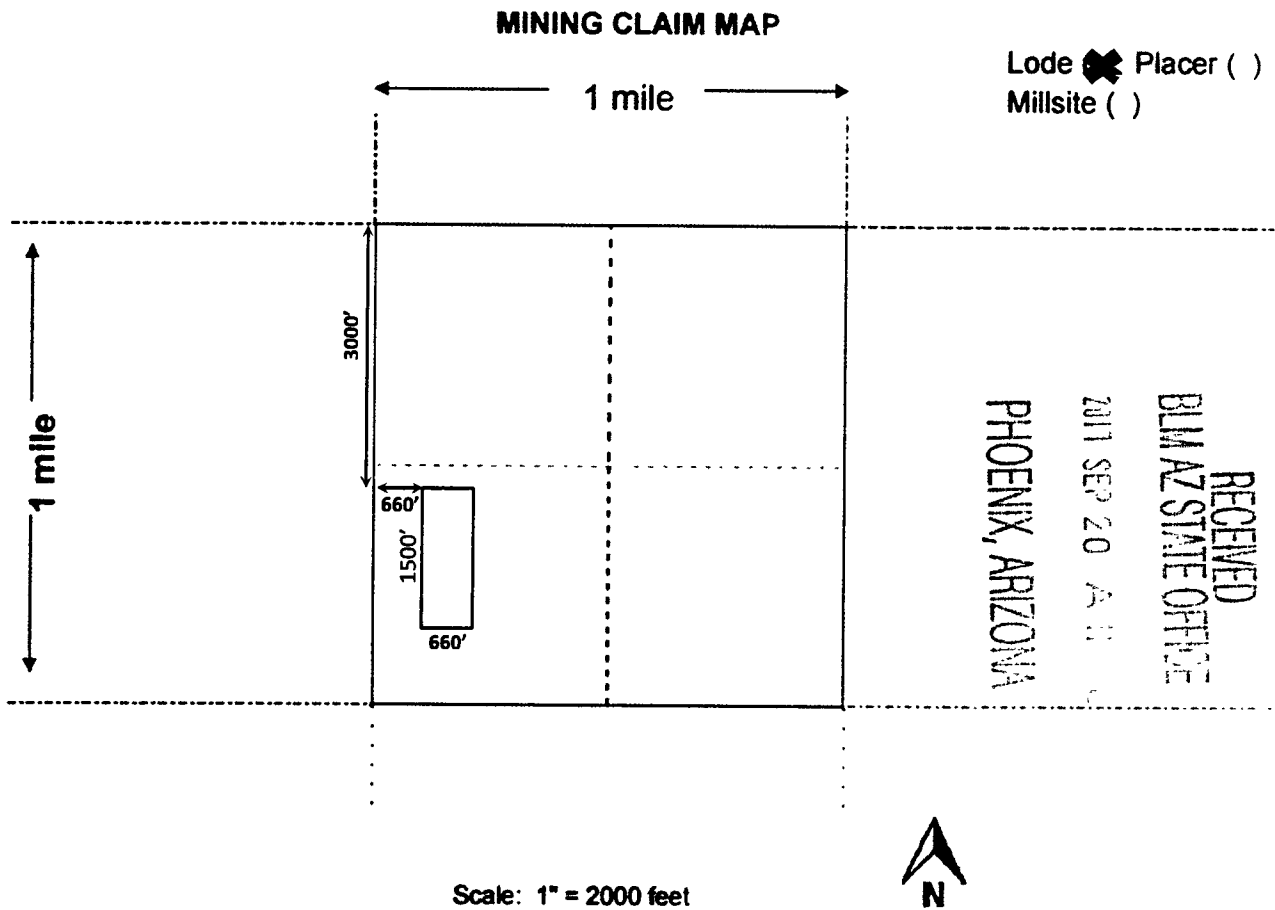 MINING CLAIM MAP
Lode Placer ( )
Millsite ( )
1 mile
1 mile
3000'
660'
1500'
660'
RECEIVED
BLM AZ STATE OFFICE
SEP 20
PHOENIX, ARIZONA
Scale: 1" = 2000 feet
N